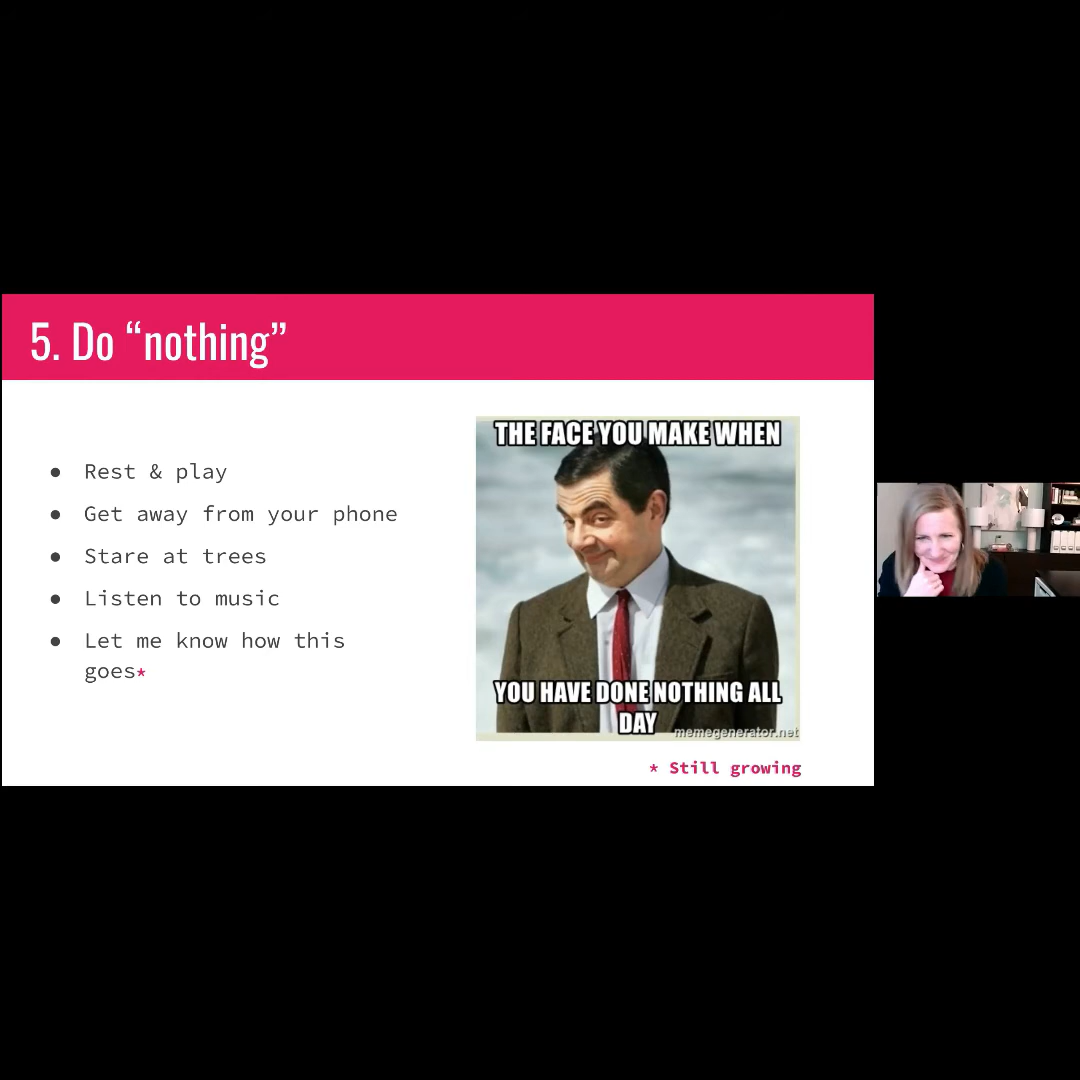 5. Do “nothing”
● Rest & play
● Get away from your phone
● Stare at trees
● Listen to music
● Let me know how this
goes*
THE FACE YOU MAKE WHEN
YOU HAVE DONE NOTHING ALL
DAY
memegenerator.net
* Still growing